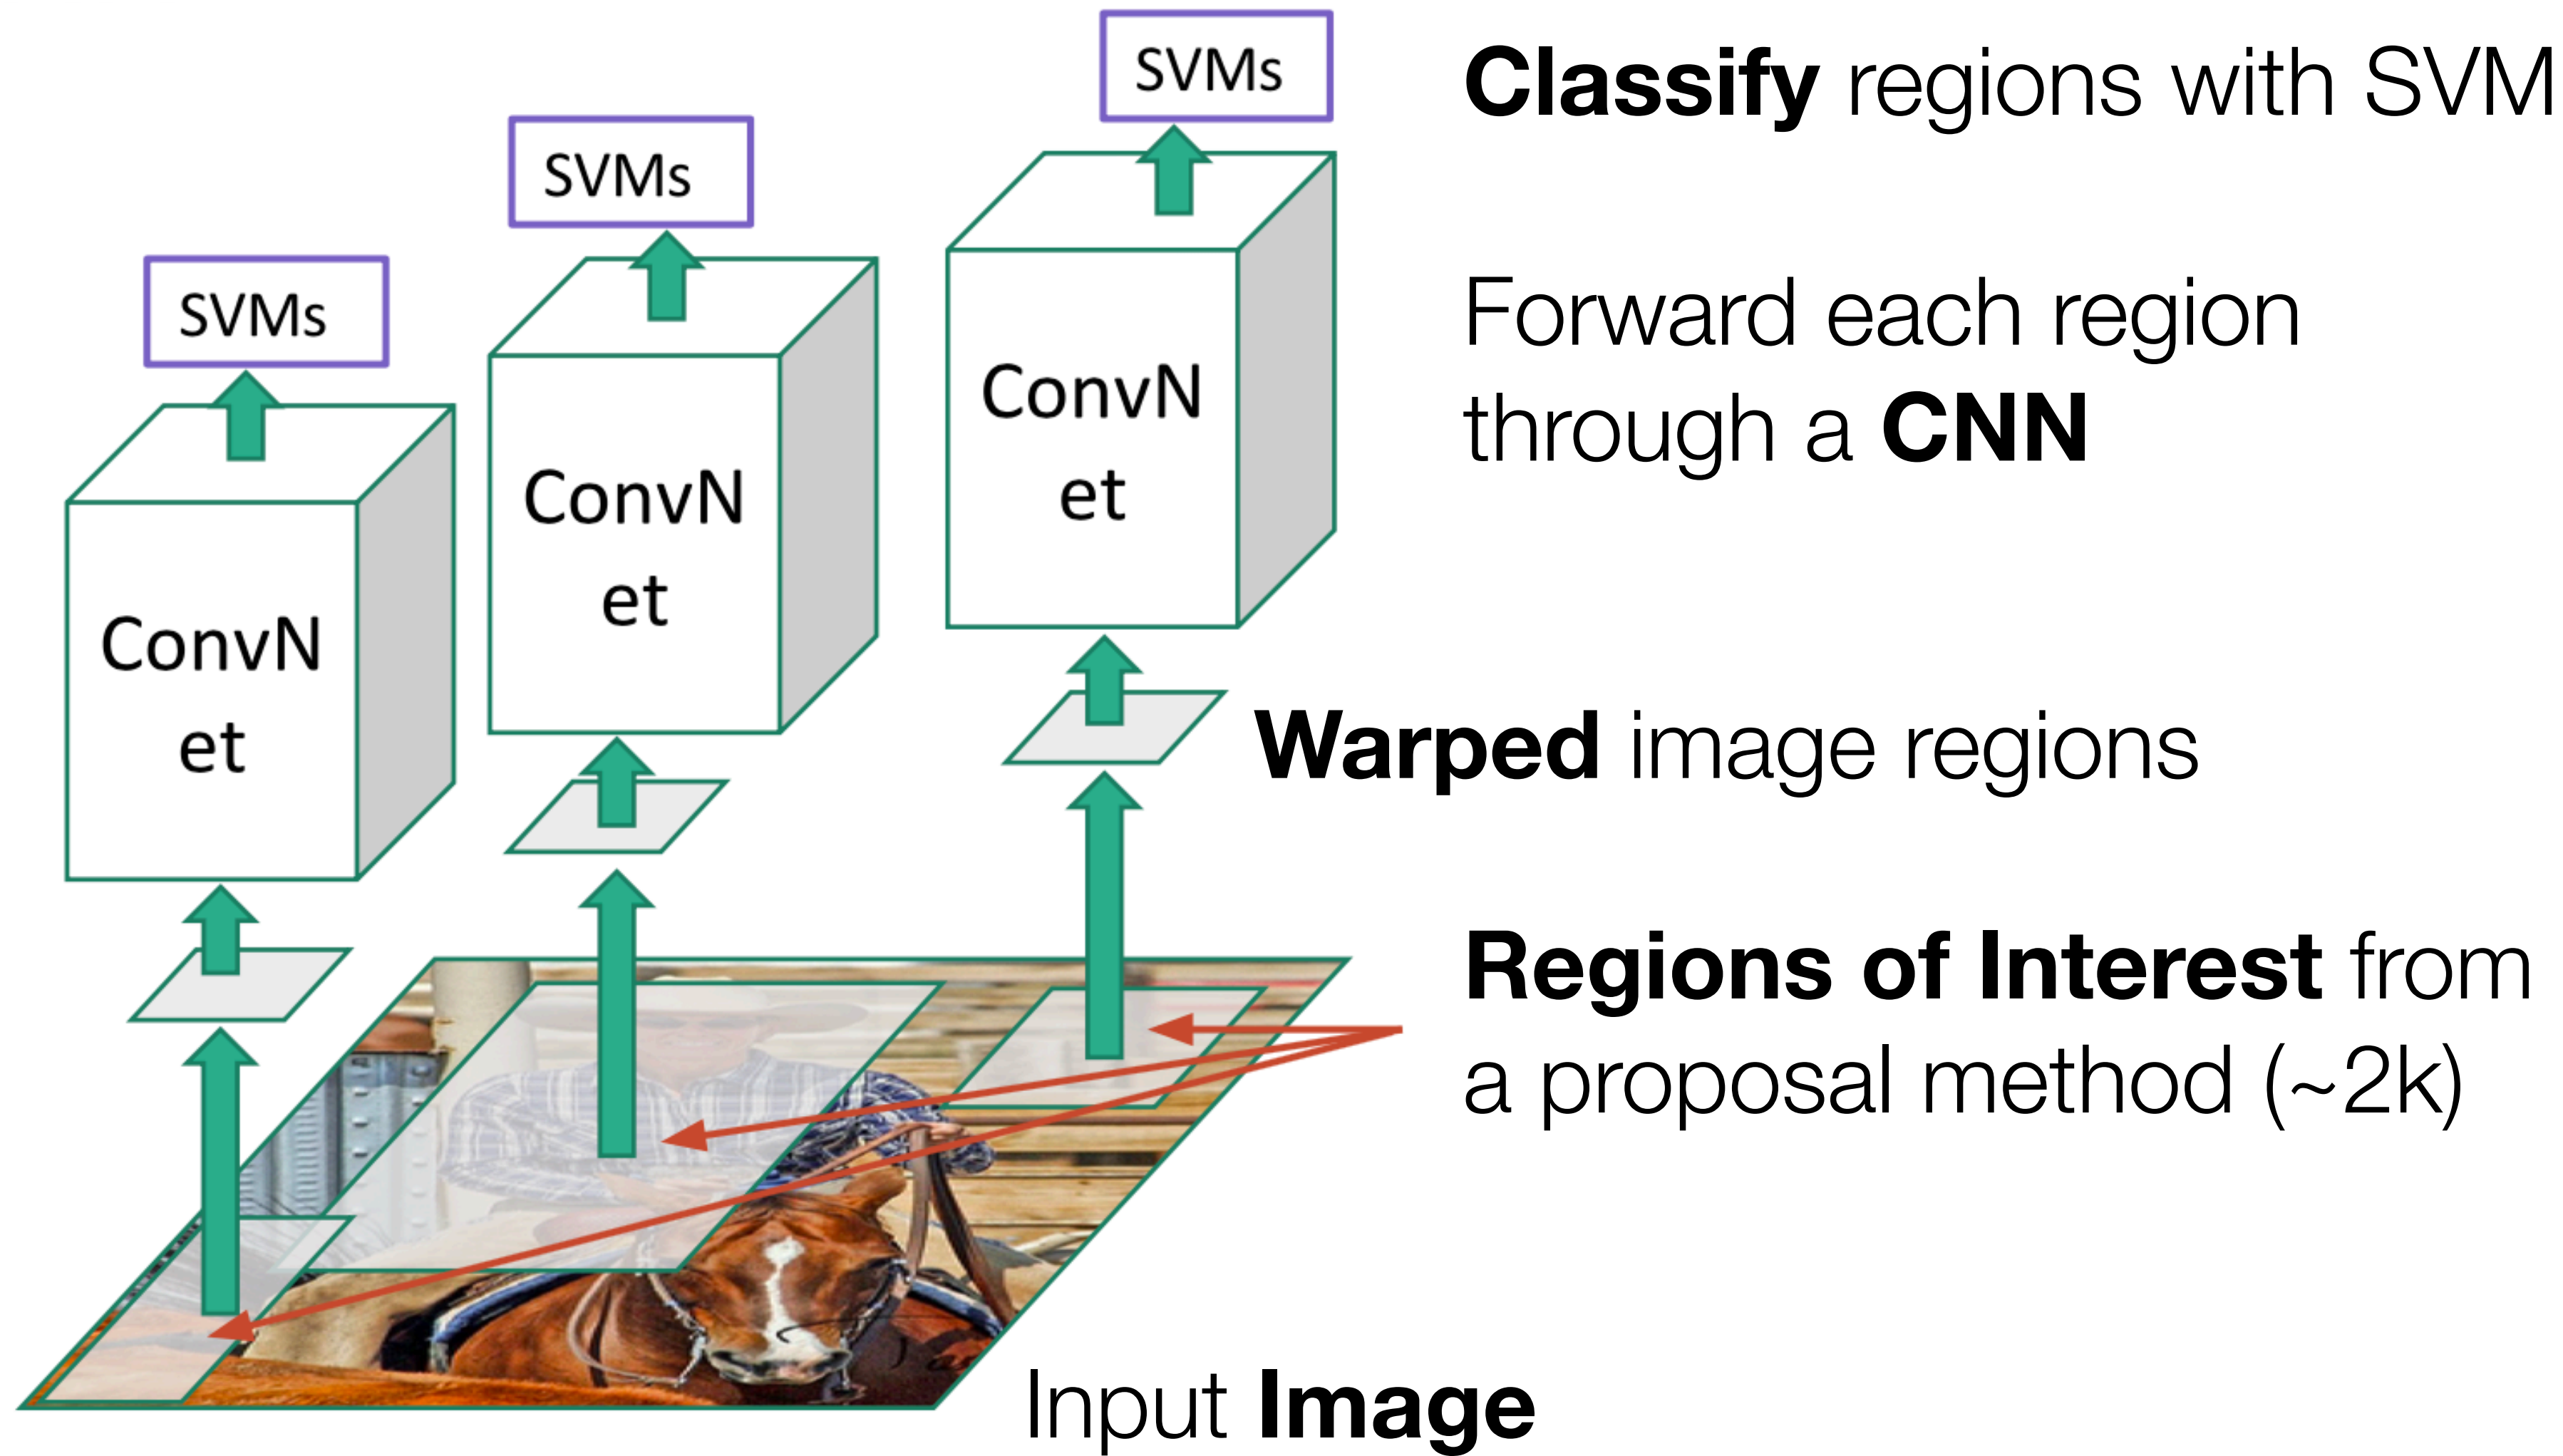 SVMs
Classify regions with SVM
SVMs
SVMs
Forward each region
through a CNN
ConvN
et
ConvN
et
ConvN
et
Warped image regions
Regions of Interest from
a proposal method (~2k)
Input Image